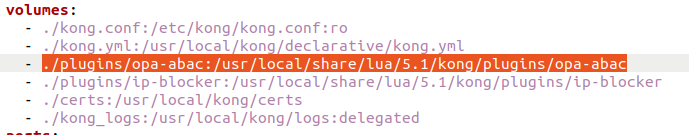 volumes:
- ./kong.conf:/etc/kong/kong.conf:ro
- ./kong.yml:/usr/local/kong/declarative/kong.yml
- ./plugins/opa-abac:/usr/local/share/lua/5.1/kong/plugins/opa-abac
- ./plugins/ip-blocker:/usr/local/share/lua/5.1/kong/plugins/ip-blocker
- ./certs:/usr/local/kong/certs
- ./kong_logs:/usr/local/kong/logs:delegated